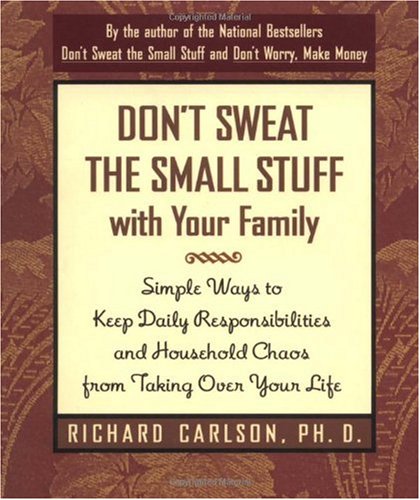 By the author of the National Bestsellers
Don't Sweat the Small Stuff and Don't Worry, Make Money
DON'T SWEAT
THE SMALL STUFF
with Your Family
Simple Ways to
Keep Daily Responsibilities
and Household Chaos
from Taking Over Your Life
RICHARD CARLSON, PH. D.